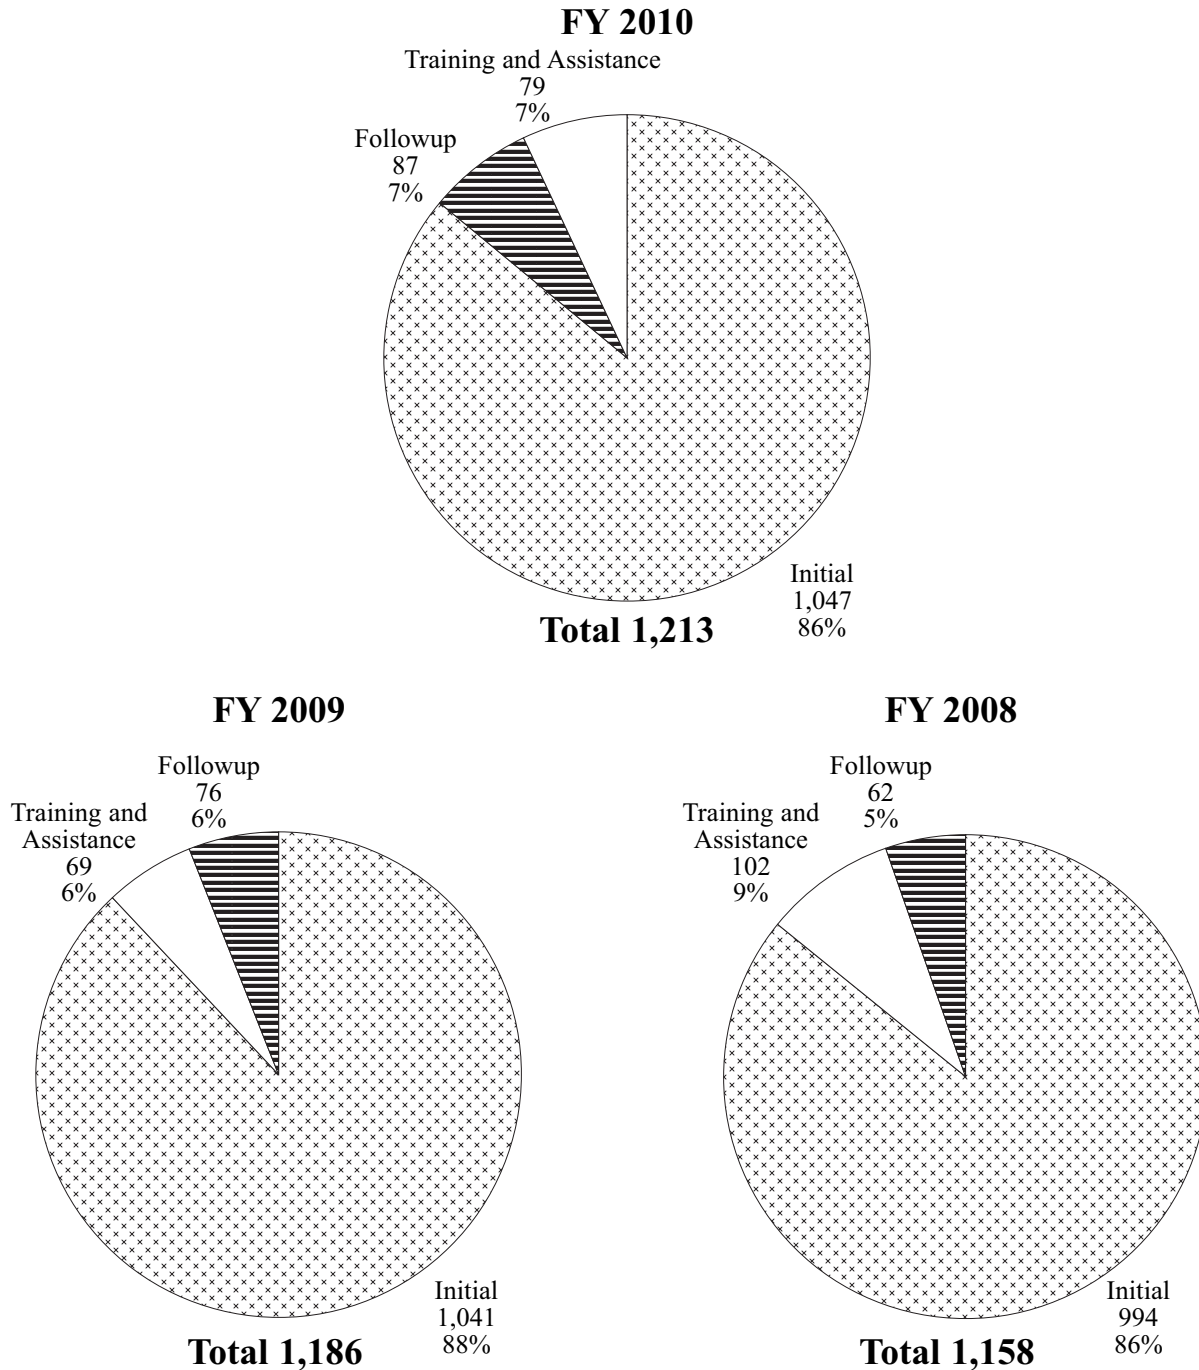 FY 2010
Training and Assistance
79
7%
Followup
87
7%
Initial
1,047
86%
Total 1,213
FY 2009
Followup
76
6%
Training and
Assistance
69
6%
Initial
1,041
88%
Total 1,186
FY 2008
Followup
62
5%
Training and
Assistance
102
9%
Initial
994
86%
Total 1,158